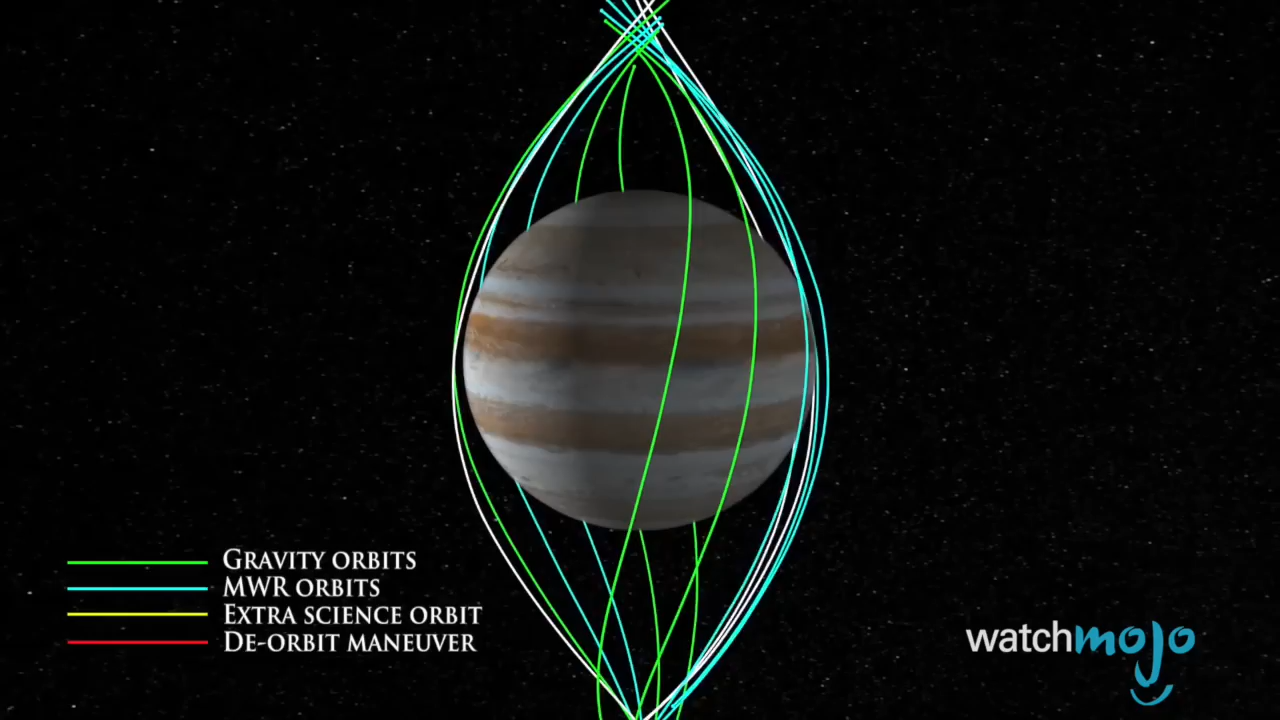 GRAVITY ORBITS
MWR ORBITS
EXTRA SCIENCE ORBIT
DE-ORBIT MANEUVER
watchmojo